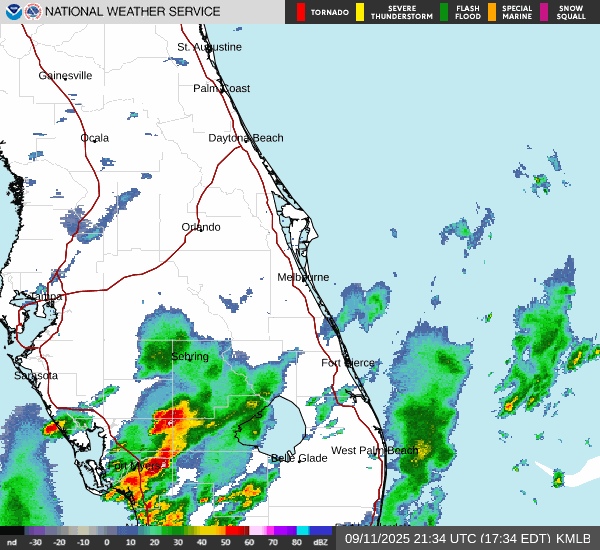 NATIONAL WEATHER SERVICE
TORNADO
SEVERE THUNDERSTORM
FLASH FLOOD
SPECIAL MARINE
SNOW SQUALL
St. Augustine
Gainesville
Palm Coast
Ocala
Daytona Beach
Orlando
Melbourne
Tampa
Sebring
Fort Pierce
Sarasota
West Palm Beach
Belle Glade
Fort Myers
nd -30 -20 -10 0 10 20 30 40 50 60 70 80 dBZ
09/11/2025 21:34 UTC (17:34 EDT) KMLB